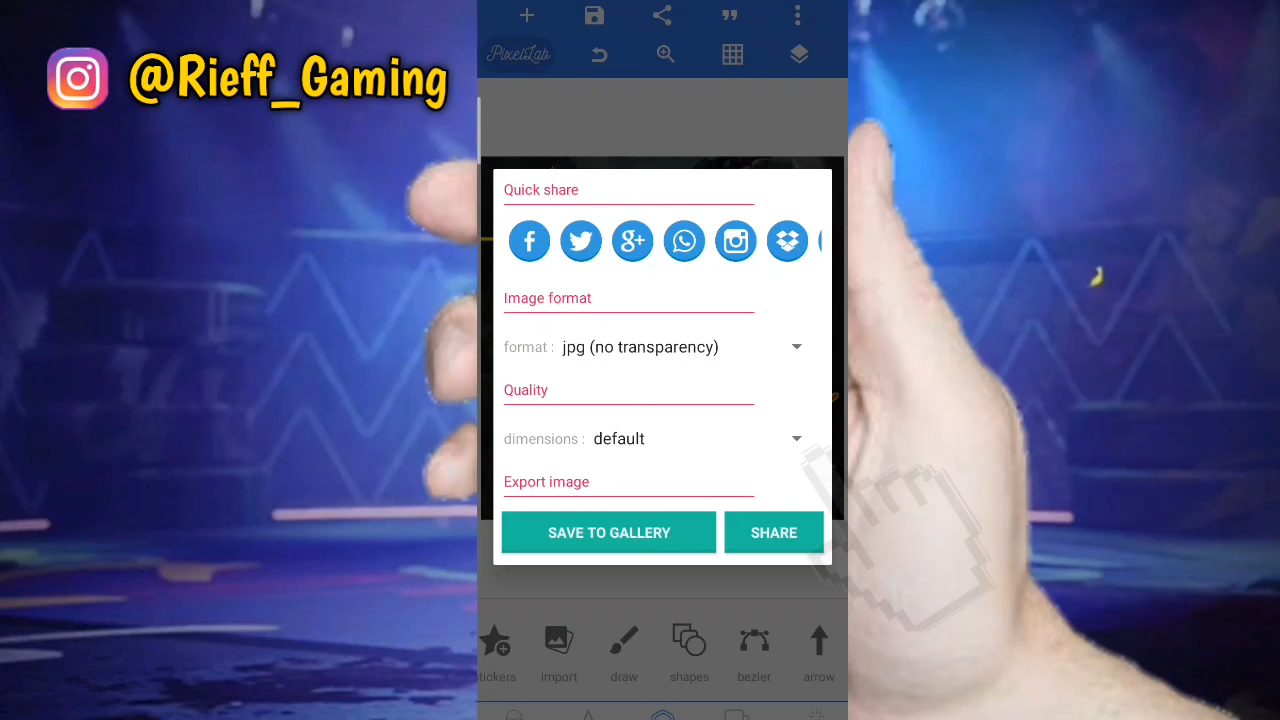 @Rieff_Gaming
PixelLab
Quick share
Image format
format : jpg (no transparency)
Quality
dimensions : default
Export image
SAVE TO GALLERY
SHARE
tickers
import
draw
shapes
bezier
arrow